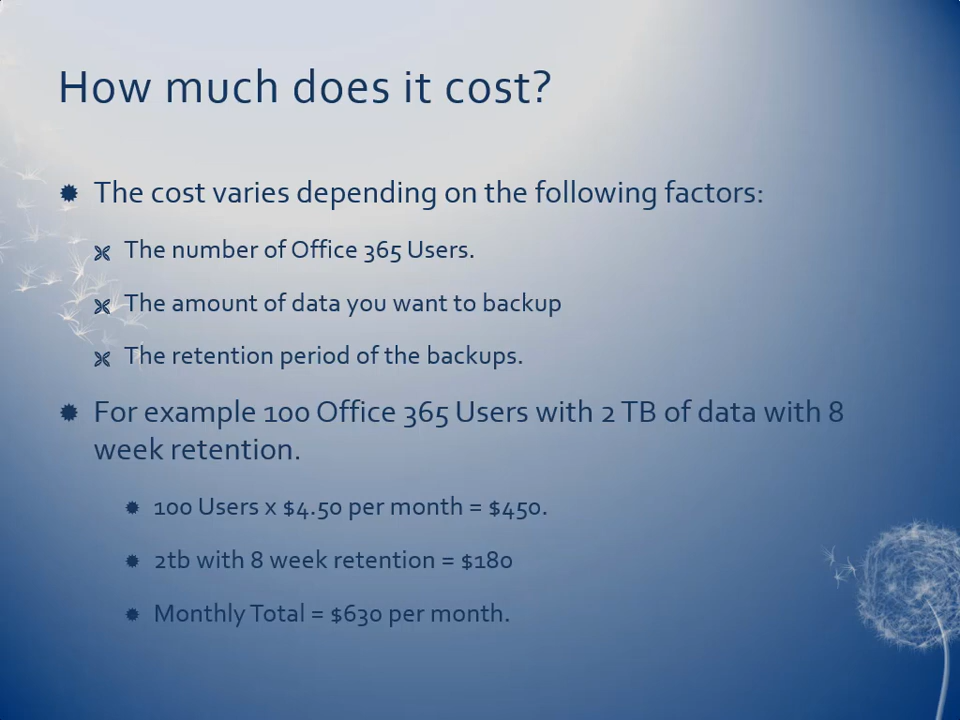 How much does it cost?
The cost varies depending on the following factors:
The number of Office 365 Users.
The amount of data you want to backup
The retention period of the backups.
For example 100 Office 365 Users with 2 TB of data with 8
week retention.
100 Users x $4.50 per month = $450.
2tb with 8 week retention = $180
Monthly Total = $630 per month.